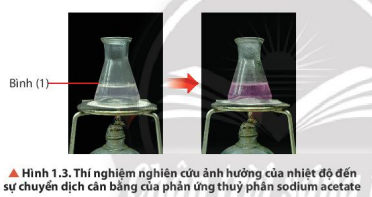 Bình (1)
▲ Hình 1.3. Thí nghiệm nghiên cứu ảnh hưởng của nhiệt độ đến
sự chuyển dịch cân bằng của phản ứng thuỷ phân sodium acetate